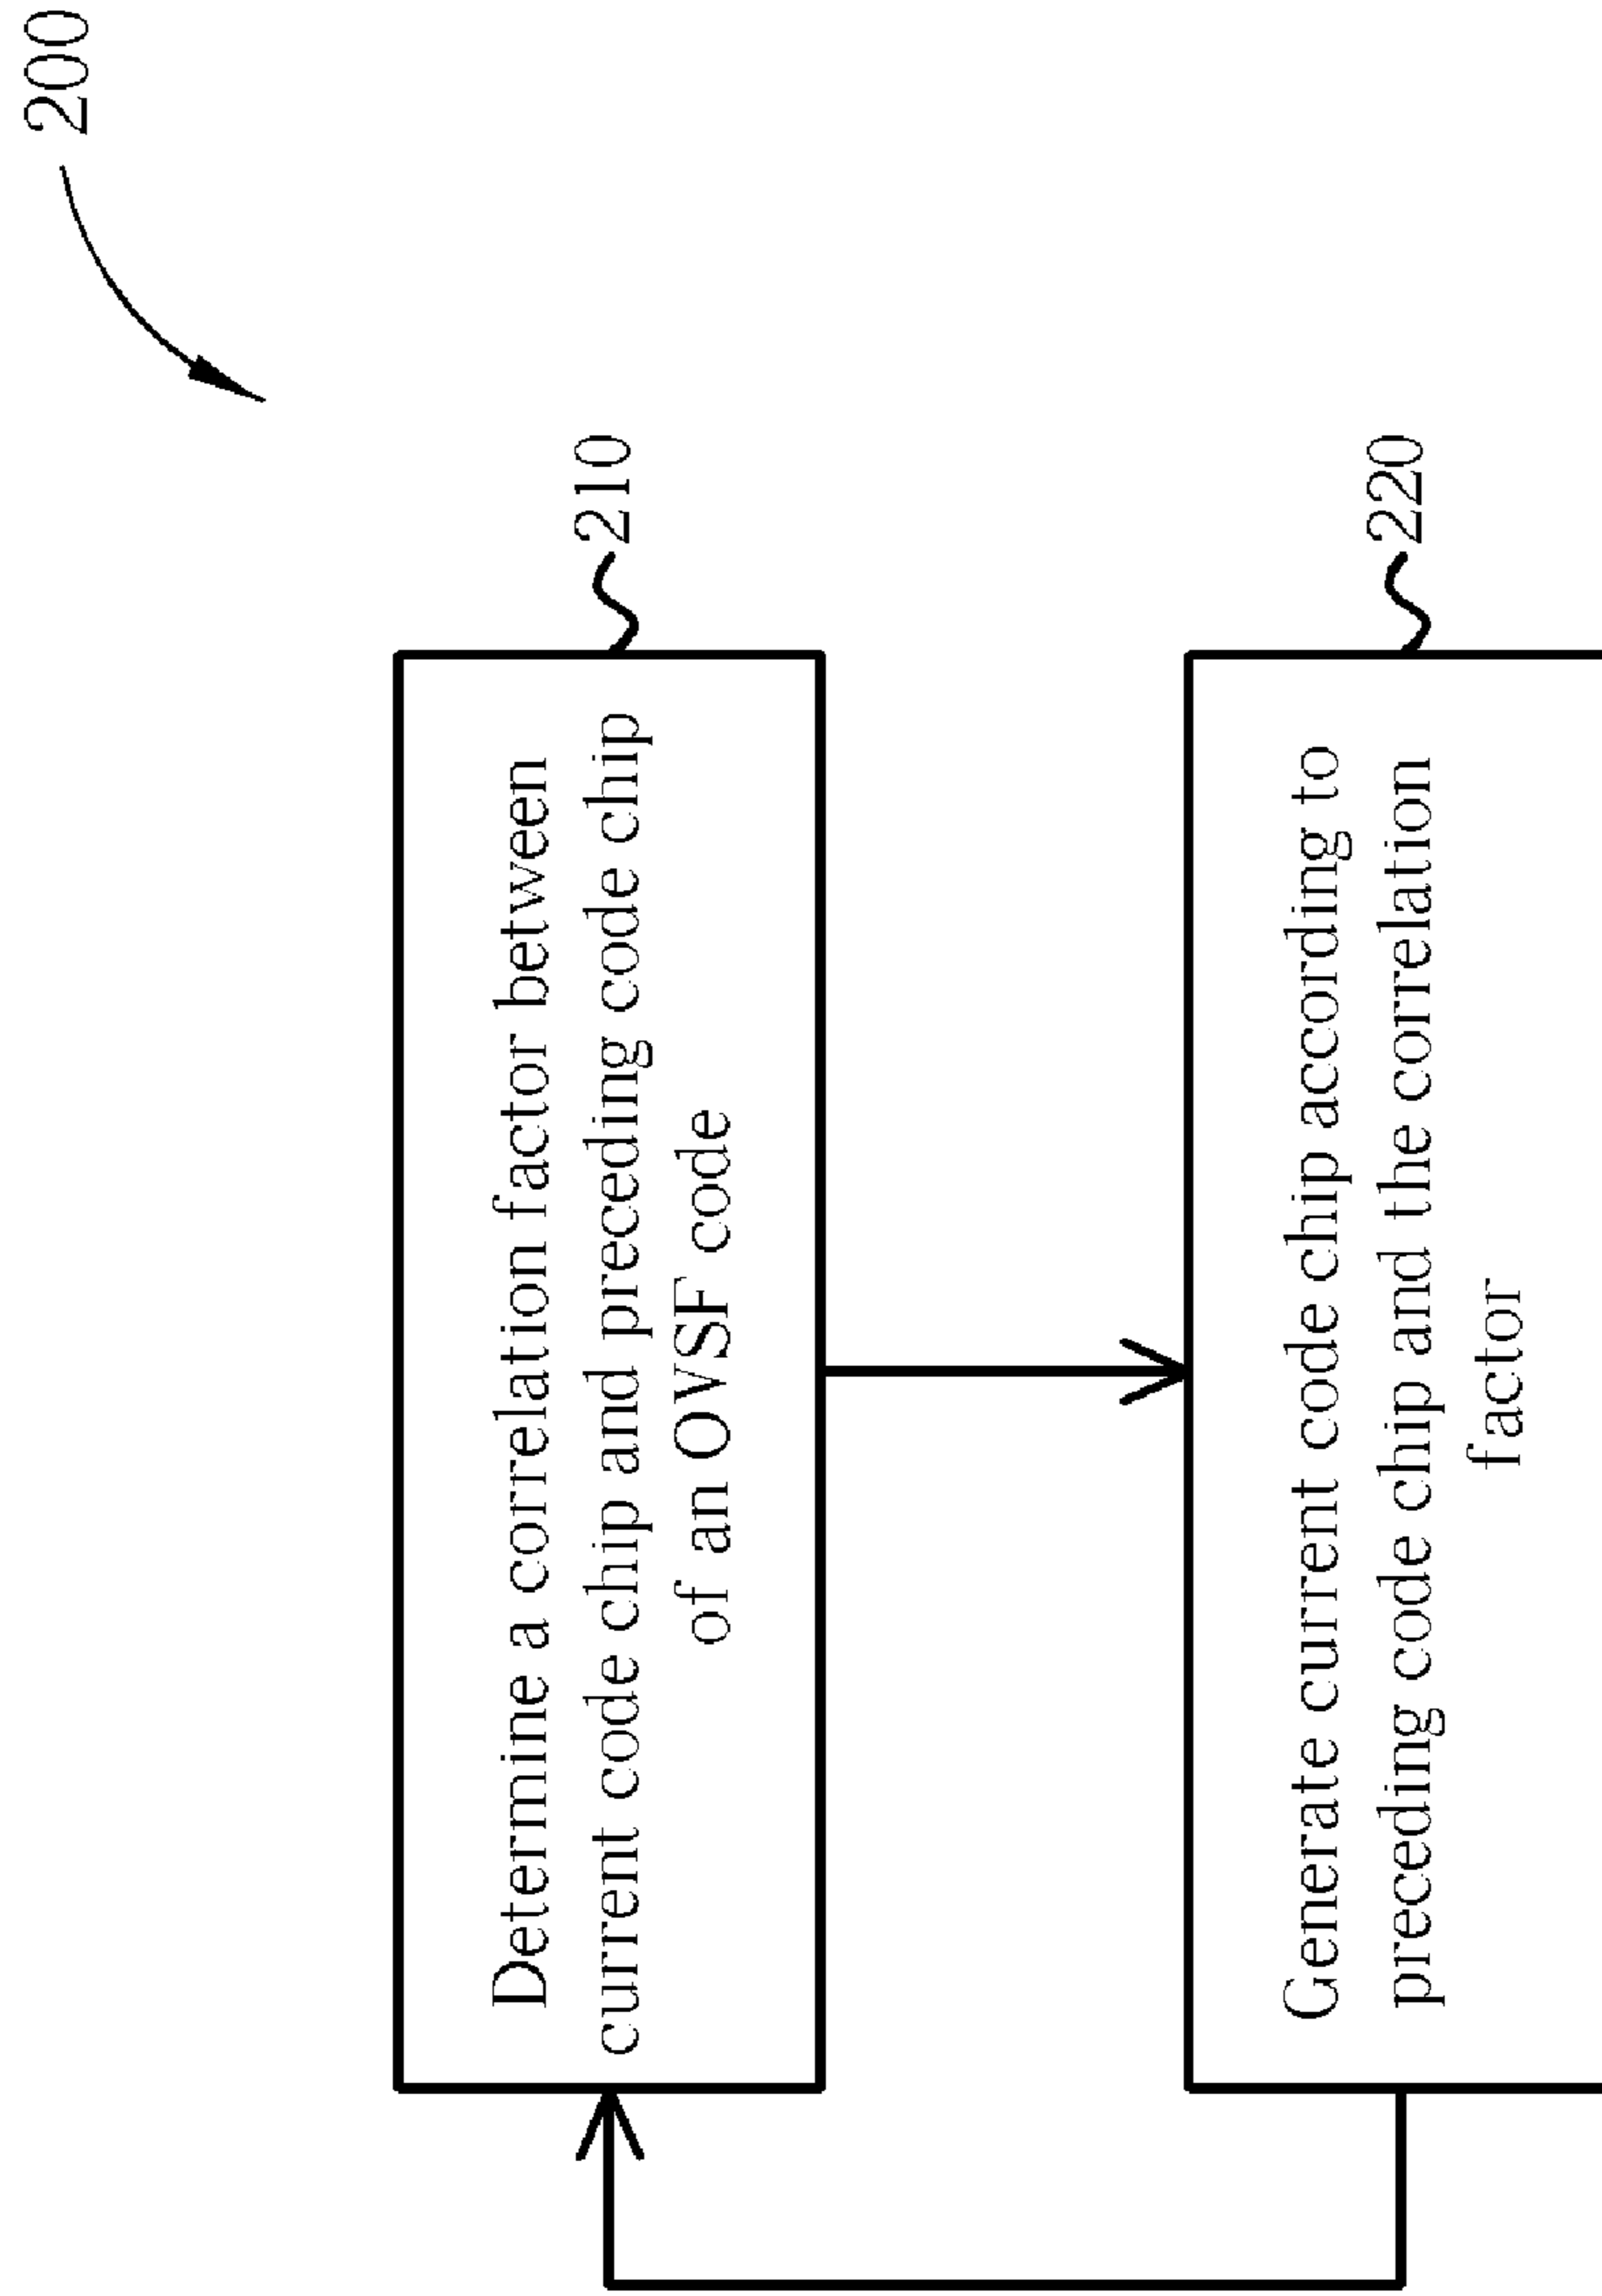 200
210
Determine a correlation factor between
current code chip and preceding code chip
of an OVSF code
220
Generate current code chip according to
preceding code chip and the correlation
factor